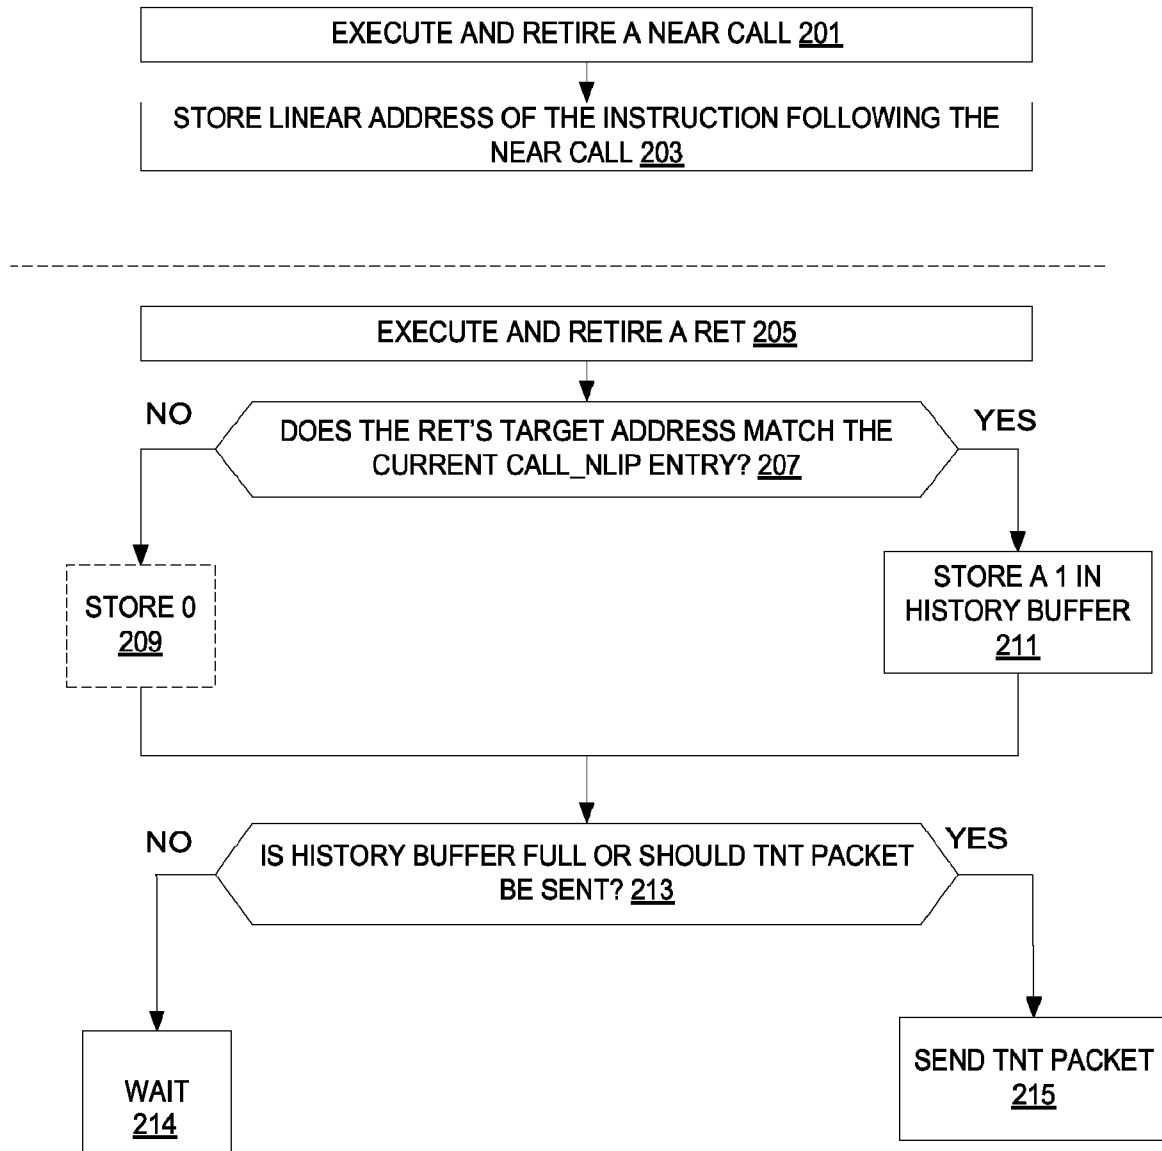 EXECUTE AND RETIRE A NEAR CALL 201
STORE LINEAR ADDRESS OF THE INSTRUCTION FOLLOWING THE
NEAR CALL 203
EXECUTE AND RETIRE A RET 205
NO
YES
DOES THE RET'S TARGET ADDRESS MATCH THE
CURRENT CALL_NLIP ENTRY? 207
STORE 0
209
STORE A 1 IN
HISTORY BUFFER
211
NO
YES
IS HISTORY BUFFER FULL OR SHOULD TNT PACKET
BE SENT? 213
WAIT
214
SEND TNT PACKET
215